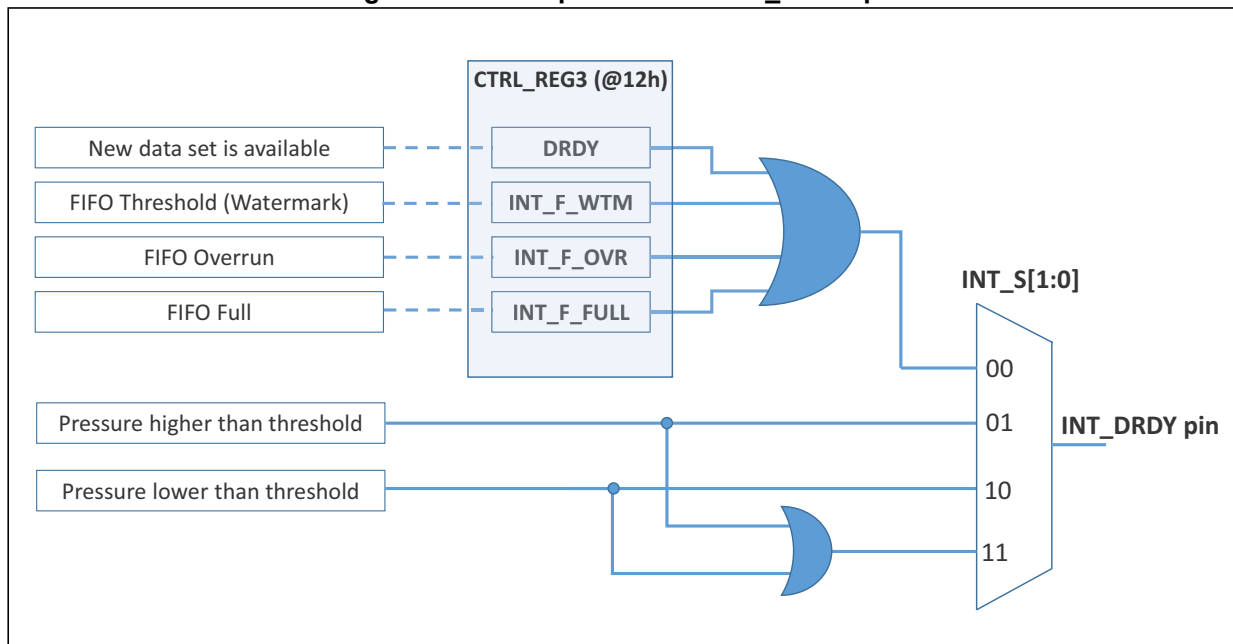 CTRL_REG3 (@12h)
New data set is available
DRDY
FIFO Threshold (Watermark)
INT_F_WTM
FIFO Overrun
INT_F_OVR
INT_S[1:0]
FIFO Full
INT_F_FULL
00
Pressure higher than threshold
01
INT_DRDY pin
Pressure lower than threshold
10
11